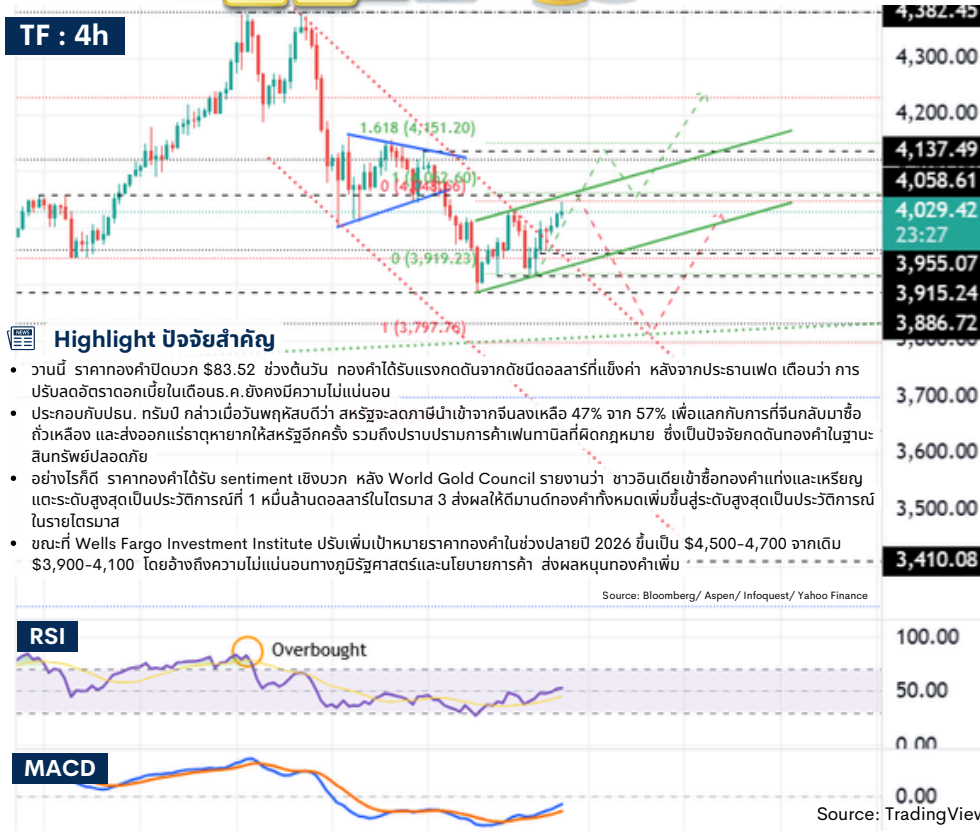 4,382.45
TF : 4h
4,300.00
4,200.00
1.618 (4,151.20)
4,137.49
4,058.61
4,029.42
23:27
0 (3,919.23)
3,955.07
3,915.24
3,886.72
1 (3,797.76)
Highlight ปัจจัยสำคัญ
• วานนี้ ราคาทองคำปิดบวก $83.52 ช่วงต้นวัน ทองคำได้รับแรงกดดันจากดัชนีดอลลาร์ที่แข็งค่า หลังจากประธานเฟด เตือนว่า การ
ปรับลดอัตราดอกเบี้ยในเดือนธ.ค.ยังคงมีความไม่แน่นอน
3,700.00
• ประกอบกับปธน. ทรัมป์ กล่าวเมื่อวันพฤหัสบดีว่า สหรัฐจะลดภาษีนำเข้าจากจีนลงเหลือ 47% จาก 57% เพื่อแลกกับการที่จีนกลับมาซื้อ
ถั่วเหลือง และส่งออกแร่ธาตุหายากให้สหรัฐอีกครั้ง รวมถึงปราบปรามการค้าเฟนทานิลที่ผิดกฎหมาย ซึ่งเป็นปัจจัยกดดันทองคำในฐานะ
สินทรัพย์ปลอดภัย
3,600.00
• อย่างไรก็ดี ราคาทองคำได้รับ sentiment เชิงบวก หลัง World Gold Council รายงานว่า ชาวอินเดียเข้าซื้อทองคำแท่งและเหรียญ
แตะระดับสูงสุดเป็นประวัติการณ์ที่ 1 หมื่นล้านดอลลาร์ในไตรมาส 3 ส่งผลให้ดีมานด์ทองคำทั้งหมดเพิ่มขึ้นสู่ระดับสูงสุดเป็นประวัติการณ์
ในรายไตรมาส
3,500.00
• ขณะที่ Wells Fargo Investment Institute ปรับเพิ่มเป้าหมายราคาทองคำในช่วงปลายปี 2026 ขึ้นเป็น $4,500-4,700 จากเดิม
$3,900-4,100 โดยอ้างถึงความไม่แน่นอนทางภูมิรัฐศาสตร์และนโยบายการค้า ส่งผลหนุนทองคำเพิ่ม
3,410.08
Source: Bloomberg/ Aspen/ Infoquest/ Yahoo Finance
RSI
100.00
Overbought
50.00
0.00
MACD
0.00
Source: TradingView